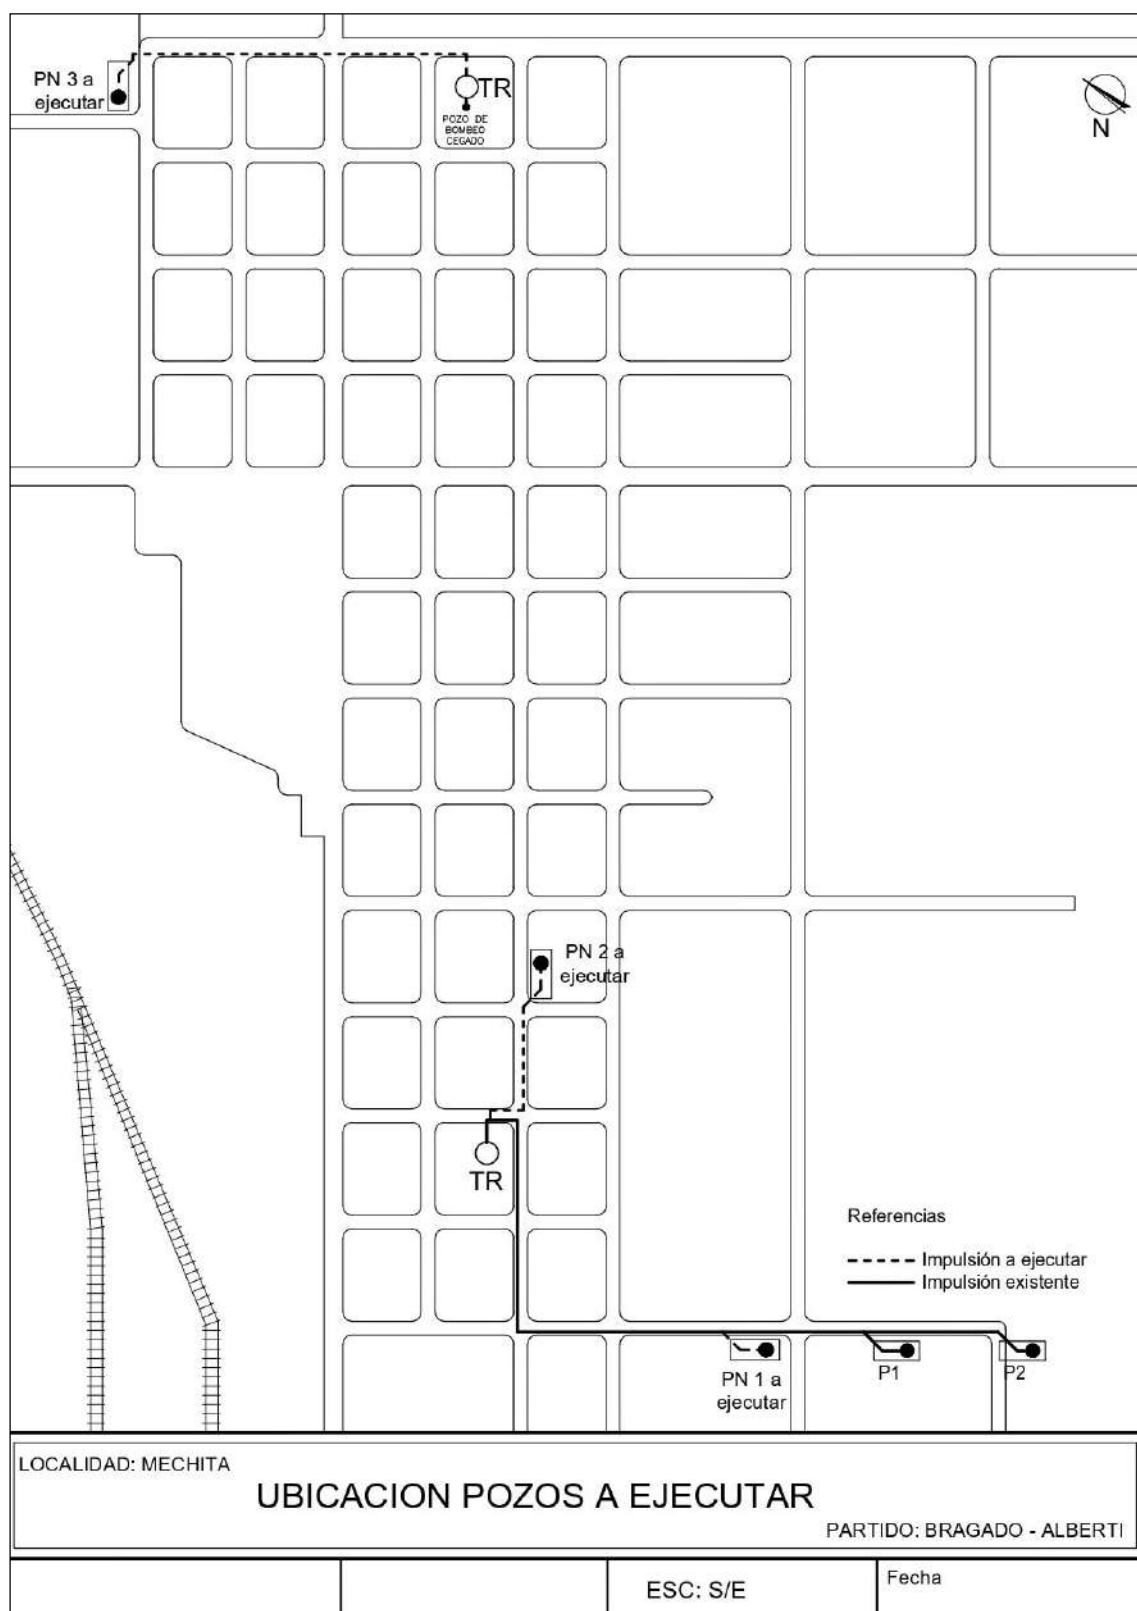 PN 3 a
ejecutar
TR
POZO DE
BOMBEO
CEGADO
N
PN 2 a
ejecutar
TR
Referencias
Impulsión a ejecutar
Impulsión existente
PN 1 a
ejecutar
P1
P2
LOCALIDAD: MECHITA
UBICACION POZOS A EJECUTAR
PARTIDO: BRAGADO - ALBERTI
ESC: S/E
Fecha